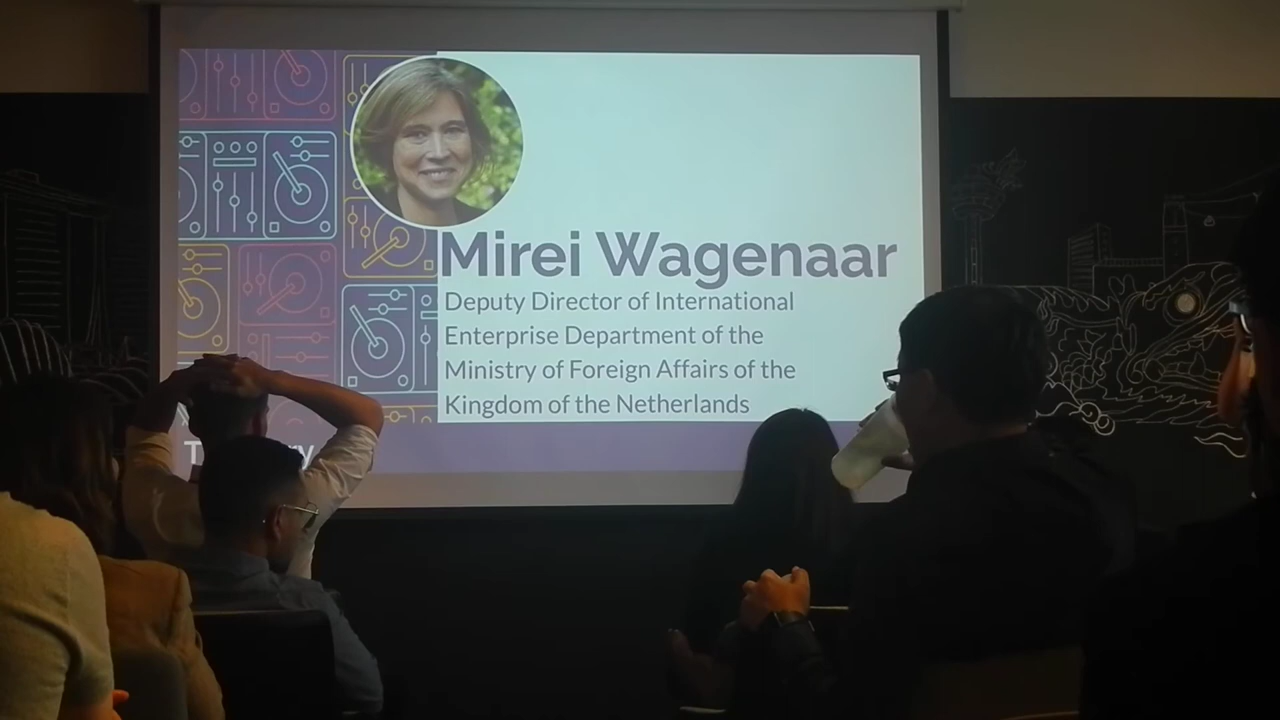 Mirei Wagenaar
Deputy Director of International
Enterprise Department of the
Ministry of Foreign Affairs of the
Kingdom of the Netherlands